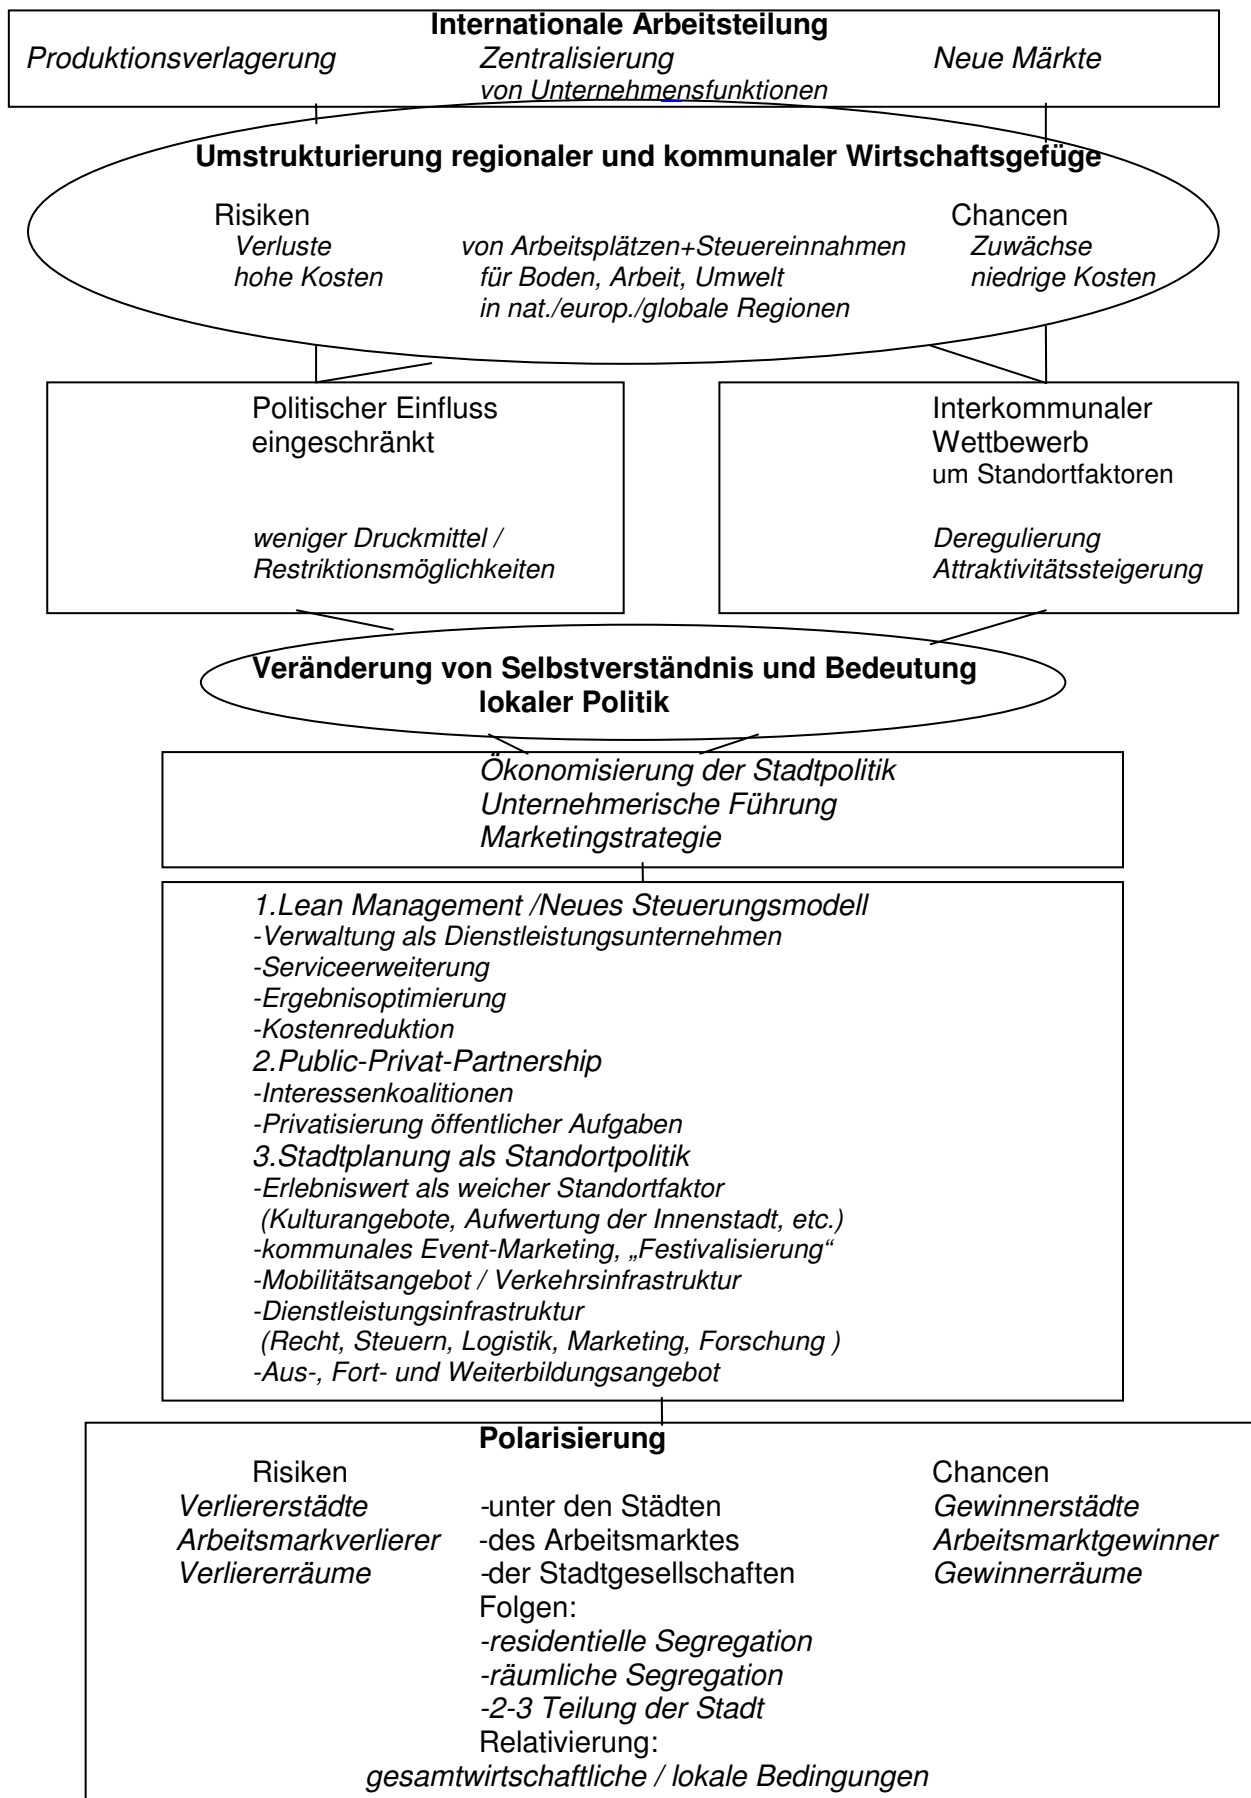 Internationale Arbeitsteilung
Produktionsverlagerung Zentralisierung Neue Märkte
von Unternehmensfunktionen
Umstrukturierung regionaler und kommunaler Wirtschaftsgefüge
Risiken Chancen
Verluste von Arbeitsplätzen+Steuereinnahmen Zuwächse
hohe Kosten für Boden, Arbeit, Umwelt niedrige Kosten
in nat./europ./globale Regionen
Politischer Einfluss
eingeschränkt
weniger Druckmittel /
Restriktionsmöglichkeiten
Interkommunaler
Wettbewerb
um Standortfaktoren
Deregulierung
Attraktivitätssteigerung
Veränderung von Selbstverständnis und Bedeutung
lokaler Politik
Ökonomisierung der Stadtpolitik
Unternehmerische Führung
Marketingstrategie
1.Lean Management /Neues Steuerungsmodell
-Verwaltung als Dienstleistungsunternehmen
-Serviceerweiterung
-Ergebnisoptimierung
-Kostenreduktion
2.Public-Privat-Partnership
-Interessenkoalitionen
-Privatisierung öffentlicher Aufgaben
3.Stadtplanung als Standortpolitik
-Erlebniswert als weicher Standortfaktor
(Kulturangebote, Aufwertung der Innenstadt, etc.)
-kommunales Event-Marketing, „Festivalisierung“
-Mobilitätsangebot / Verkehrsinfrastruktur
-Dienstleistungsinfrastruktur
(Recht, Steuern, Logistik, Marketing, Forschung )
-Aus-, Fort- und Weiterbildungsangebot
Polarisierung
Risiken Chancen
Verliererstädte -unter den Städten Gewinnerstädte
Arbeitsmarkverlierer -des Arbeitsmarktes Arbeitsmarktgewinner
Verliererräume -der Stadtgesellschaften Gewinnerräume
Folgen:
-residentielle Segregation
-räumliche Segregation
-2-3 Teilung der Stadt
Relativierung:
gesamtwirtschaftliche / lokale Bedingungen